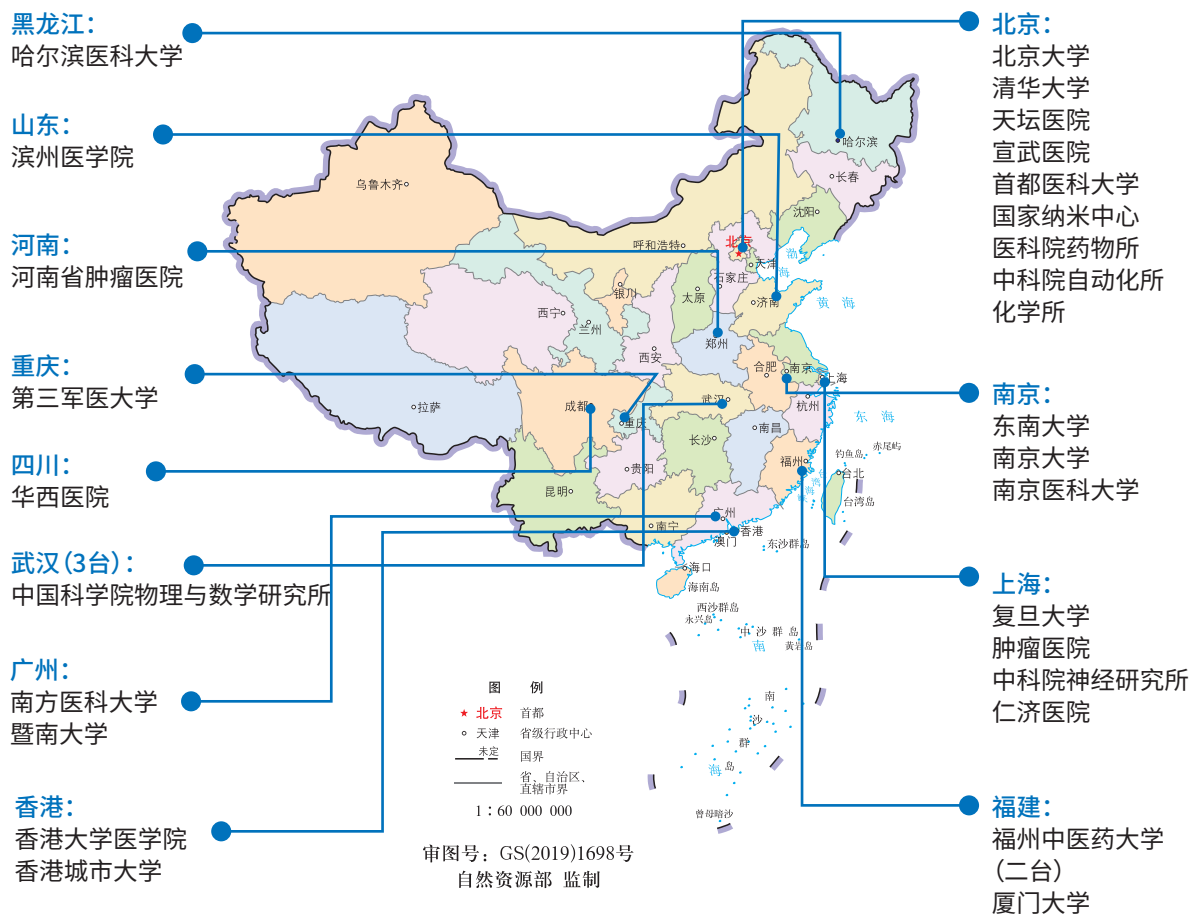 黑龙江：
哈尔滨医科大学
山东：
滨州医学院
河南：
河南省肿瘤医院
重庆：
第三军医大学
四川：
华西医院
武汉（3台）：
中国科学院物理与数学研究所
广州：
南方医科大学
暨南大学
香港：
香港大学医学院
香港城市大学
北京：
北京大学
清华大学
天坛医院
宣武医院
首都医科大学
国家纳米中心
医科院药物所
中科院自动化所
化学所
南京：
东南大学
南京大学
南京医科大学
上海：
复旦大学
肿瘤医院
中科院神经研究所
仁济医院
福建：
福州中医药大学
（二台）
厦门大学
哈尔滨
长春
沈阳
乌鲁木齐
呼和浩特
北京
天津
石家庄
渤
海
银川
太原
济南
黄 海
西宁
兰州
郑州
西安
合肥
南京
上海
拉萨
成都
重庆
武汉
杭州
东 海
长沙
南昌
钓鱼岛
赤尾屿
贵阳
福州
台北
台
湾
海
峡
昆明
台湾岛
广州
南宁
香港
澳门
东沙群岛
海口
海南岛
西沙群岛
永兴岛
中沙群岛
黄岩岛
南
海
南
沙
群
岛
曾母暗沙
图 例
北京 首都
天津 省级行政中心
未定 国界
省、自治区、
直辖市界
1：60 000 000
审图号：GS(2019)1698号
自然资源部 监制